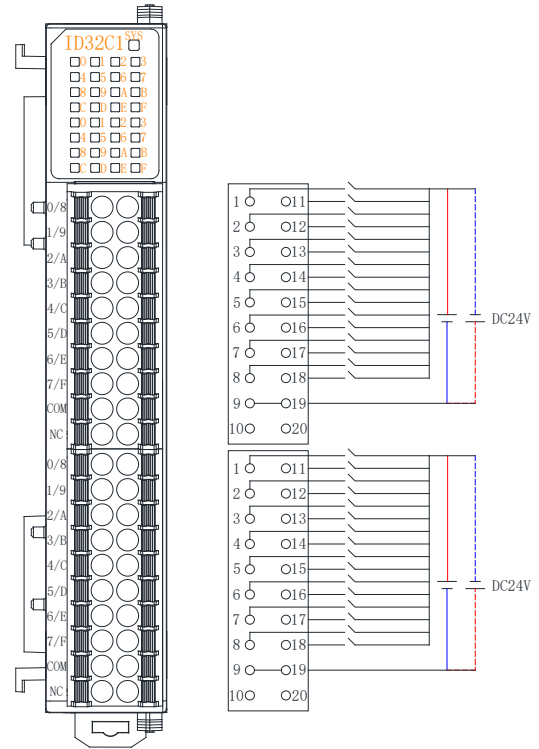 ID32C1 SYS
0 1 2 3
4 5 6 7
8 9 A B
C D E F
0 1 2 3
4 5 6 7
8 9 A B
C D E F
0/8
1/9
2/A
3/B
4/C
5/D
6/E
7/F
COM
NC
0/8
1/9
2/A
3/B
4/C
5/D
6/E
7/F
COM
NC
1 11
2 12
3 13
4 14
5 15
6 16
7 17
8 18
9 19
10 20
DC24V
1 11
2 12
3 13
4 14
5 15
6 16
7 17
8 18
9 19
10 20
DC24V